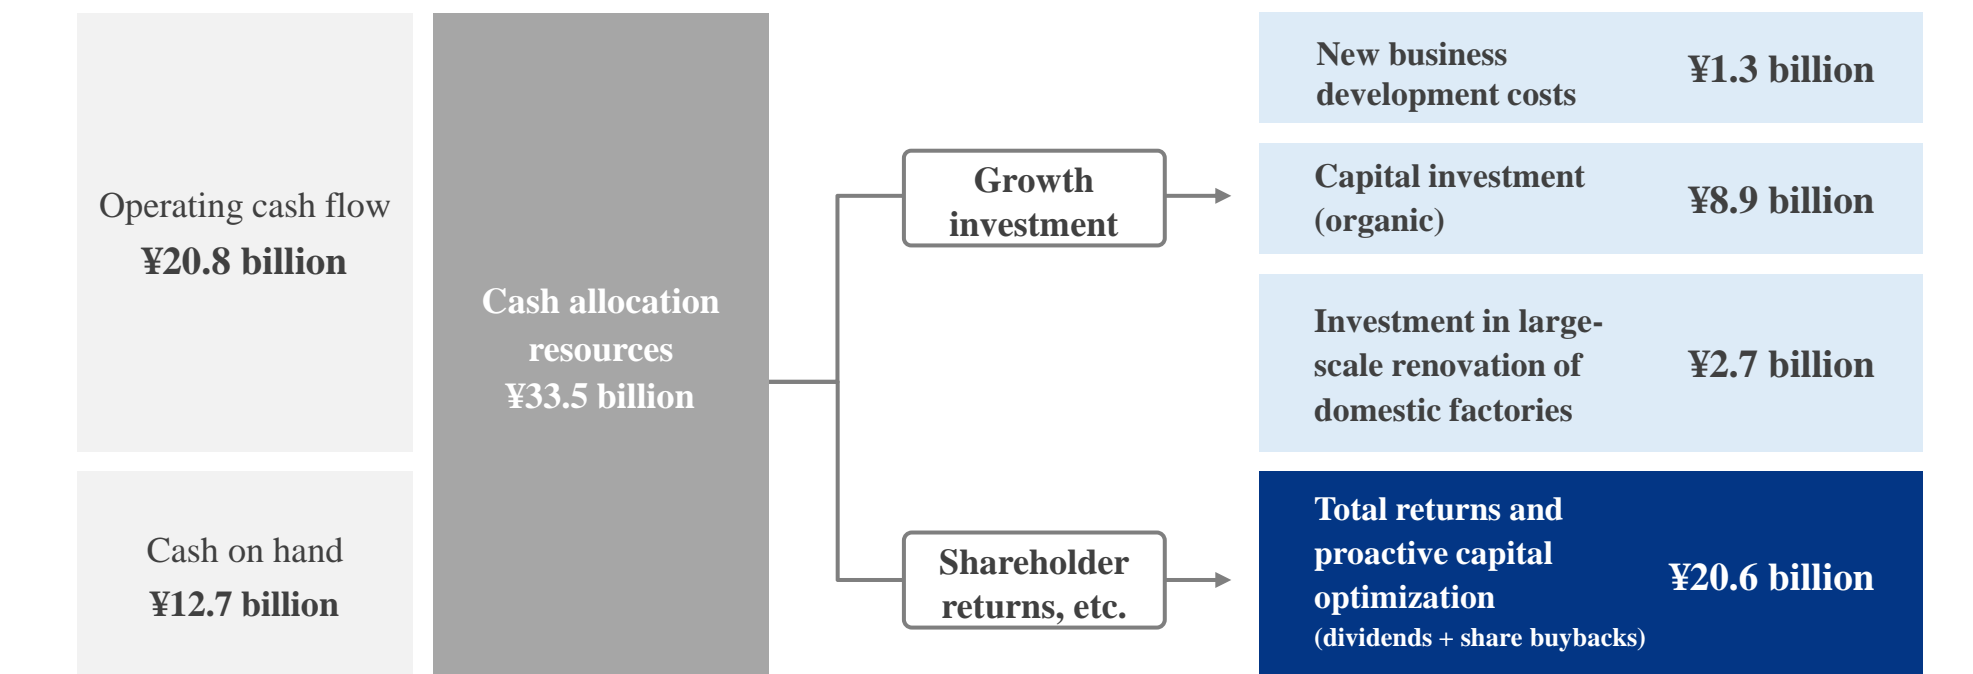 Operating cash flow
¥20.8 billion
Cash on hand
¥12.7 billion
Cash allocation
resources
¥33.5 billion
Growth
investment
Shareholder
returns, etc.
New business
development costs
¥1.3 billion
Capital investment
(organic)
¥8.9 billion
Investment in large-
scale renovation of
domestic factories
¥2.7 billion
Total returns and
proactive capital
optimization
(dividends + share buybacks)
¥20.6 billion